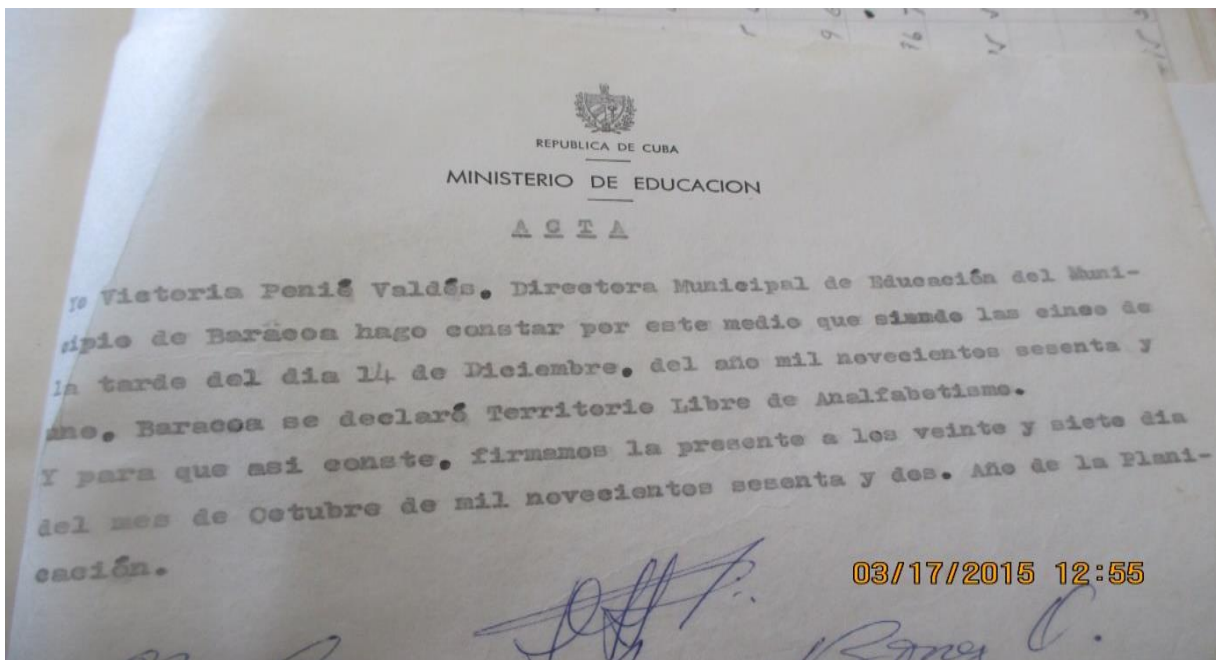 REPUBLICA DE CUBA
MINISTERIO DE EDUCACION
A C T A
Yo Victoria Penié Valdés, Directora Municipal de Educación del Muni-
cipio de Baracoa hago constar por este medio que siendo las cinco de
la tarde del dia 14 de Diciembre, del año mil novecientos sesenta y
uno, Baracoa se declaró Territorio Libre de Analfabetismo.
Y para que asi conste, firmamos la presente a los veinte y siete dia
del mes de Octubre de mil novecientos sesenta y dos. Año de la Plani-
cación.
03/17/2015 12:55